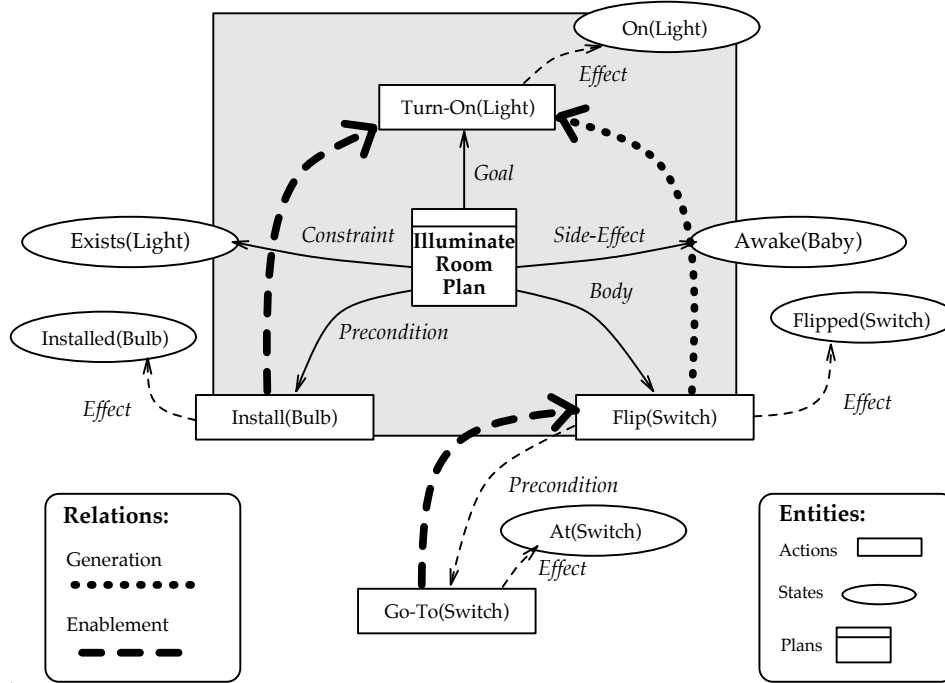 On(Light)
Effect
Turn-On(Light)
Goal
Exists(Light)
Constraint
Illuminate
Room
Plan
Side-Effect
Awake(Baby)
Body
Precondition
Installed(Bulb)
Flipped(Switch)
Effect
Install(Bulb)
Flip(Switch)
Effect
Precondition
At(Switch)
Effect
Go-To(Switch)
Relations:
Generation
Enablement
Entities:
Actions
States
Plans